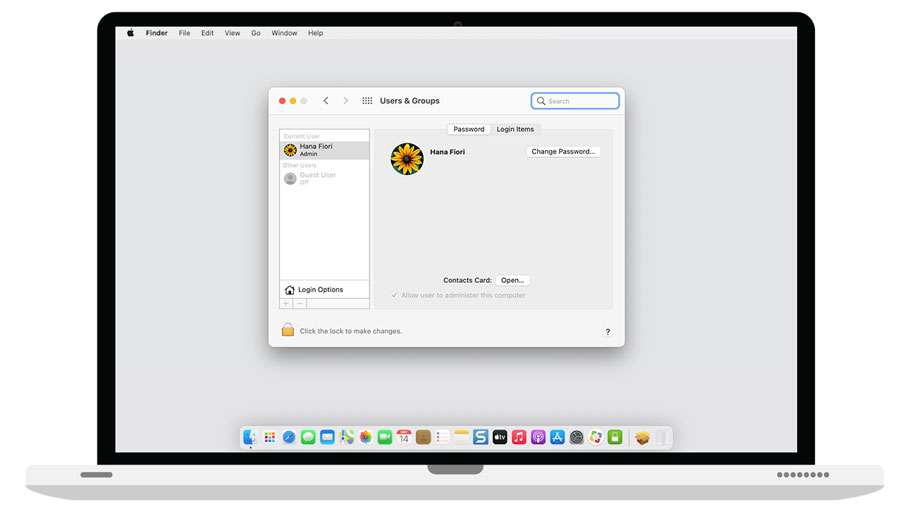 Finder File Edit View Go Window Help
Users & Groups
Search
Password Login Items
Current User
Hana Fiori
Admin
Other Users
Guest User
Off
Login Options
Hana Fiori
Change Password...
Contacts Card: Open...
Allow user to administer this computer
Click the lock to make changes.
?
14
tv